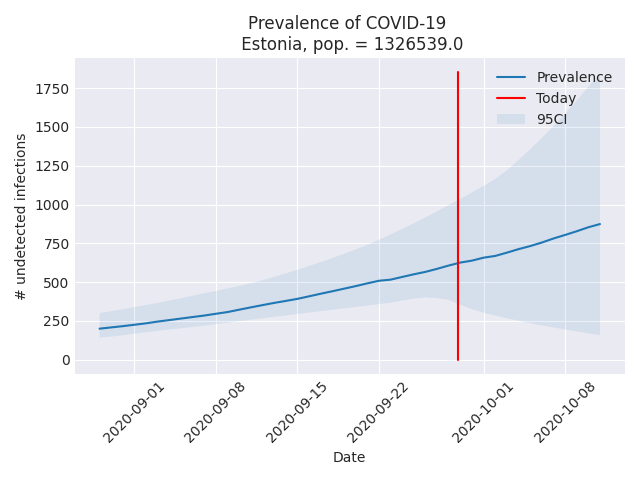 Prevalence of COVID-19
Estonia, pop. = 1326539.0
Prevalence
Today
95CI
1750
1500
1250
1000
750
500
250
0
# undetected infections
2020-09-01
2020-09-08
2020-09-15
2020-09-22
2020-10-01
2020-10-08
Date